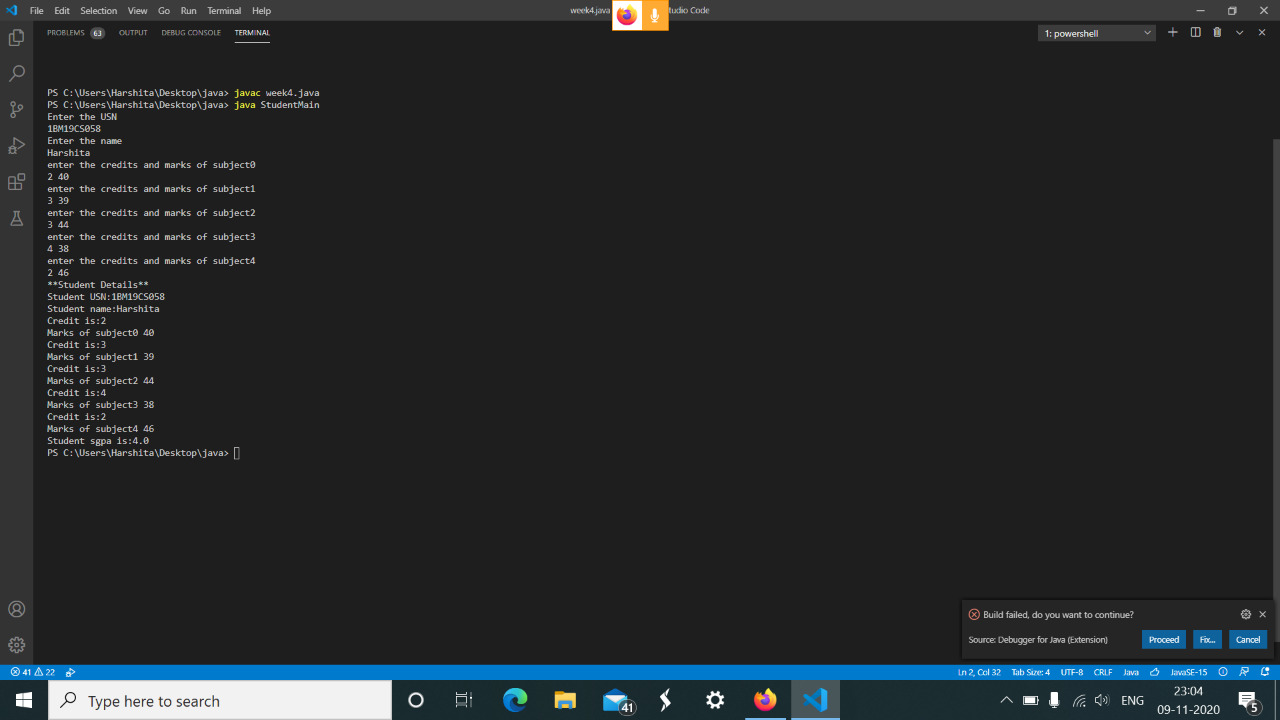 File Edit Selection View Go Run Terminal Help
week4.java
udio Code
PROBLEMS 63 OUTPUT DEBUG CONSOLE TERMINAL
1: powershell
PS C:\Users\Harshita\Desktop\java> javac week4.java
PS C:\Users\Harshita\Desktop\java> java StudentMain
Enter the USN
1BM19CS058
Enter the name
Harshita
enter the credits and marks of subject0
2 40
enter the credits and marks of subject1
3 39
enter the credits and marks of subject2
3 44
enter the credits and marks of subject3
4 38
enter the credits and marks of subject4
2 46
**Student Details**
Student USN:1BM19CS058
Student name:Harshita
Credit is:2
Marks of subject0 40
Credit is:3
Marks of subject1 39
Credit is:3
Marks of subject2 44
Credit is:4
Marks of subject3 38
Credit is:2
Marks of subject4 46
Student sgpa is:4.0
PS C:\Users\Harshita\Desktop\java>
Build failed, do you want to continue?
Source: Debugger for Java (Extension)
Proceed Fix... Cancel
41 22
Ln 2, Col 32 Tab Size: 4 UTF-8 CRLF Java JavaSE-15
Type here to search
41
ENG
23:04
09-11-2020
5